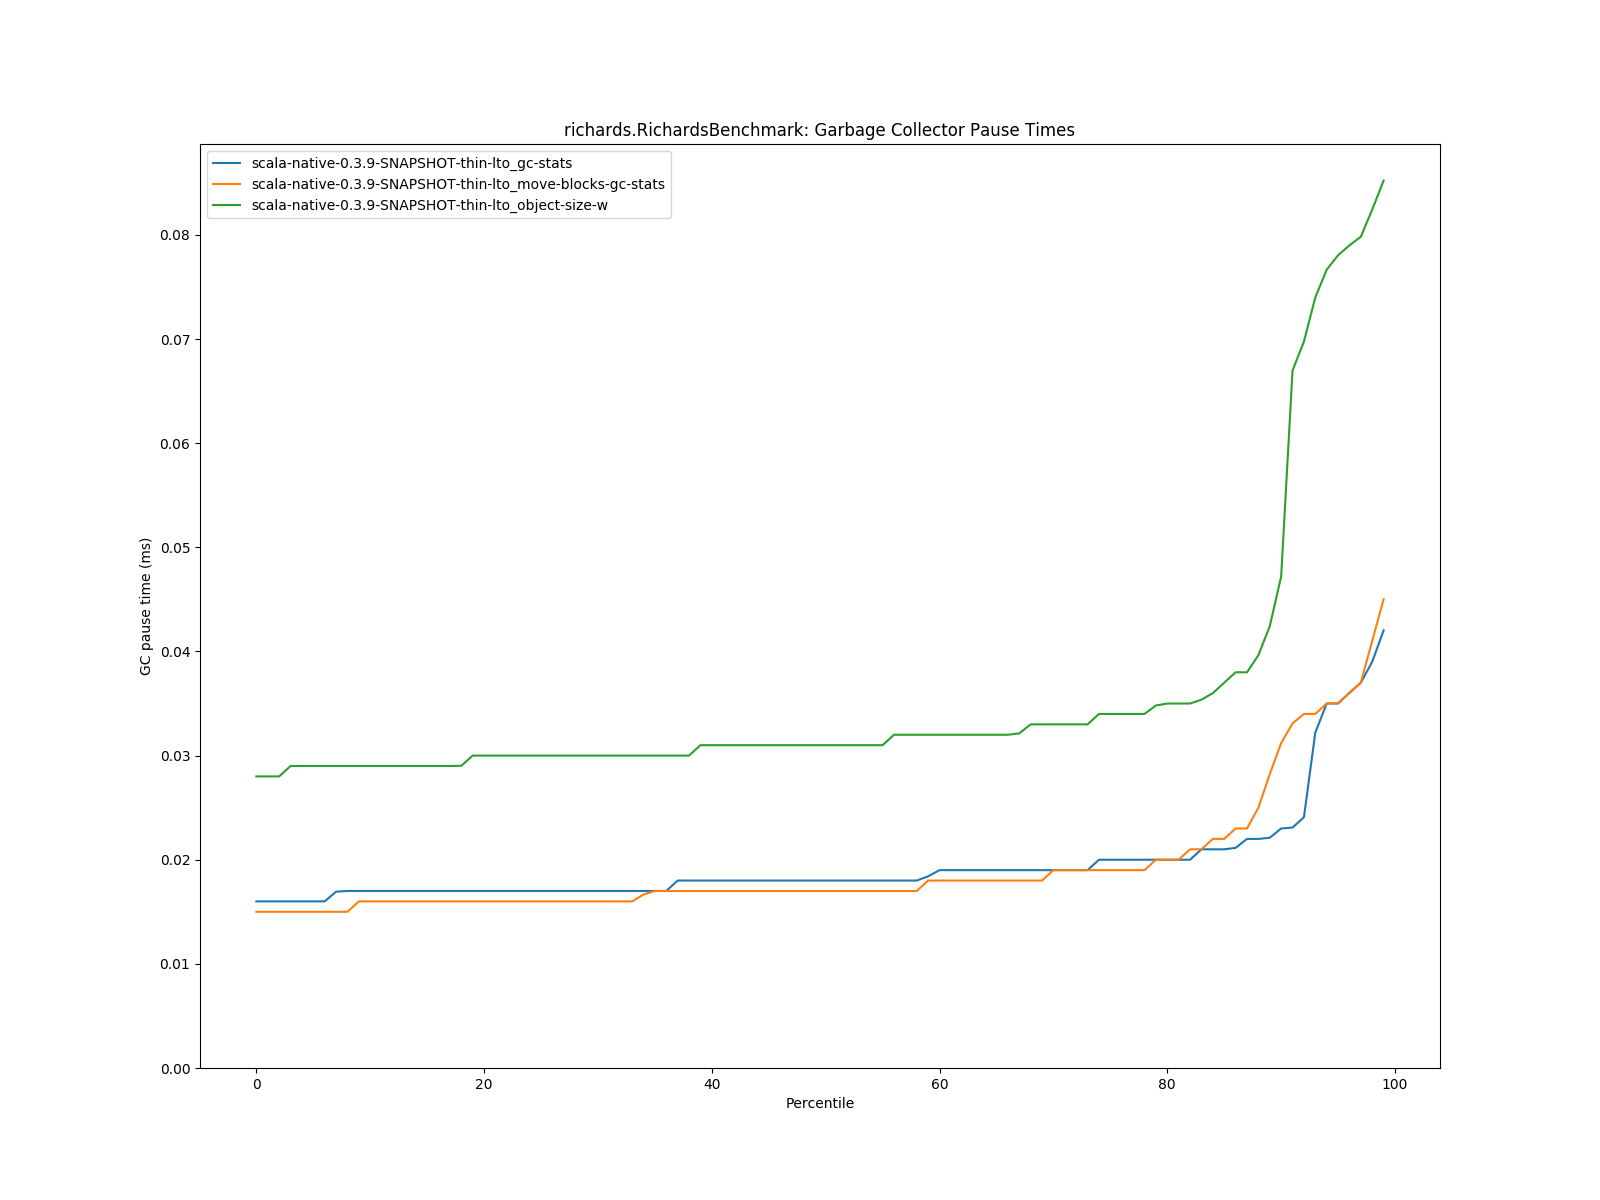 richards.RichardsBenchmark: Garbage Collector Pause Times
scala-native-0.3.9-SNAPSHOT-thin-lto_gc-stats
scala-native-0.3.9-SNAPSHOT-thin-lto_move-blocks-gc-stats
scala-native-0.3.9-SNAPSHOT-thin-lto_object-size-w
0.08
0.07
0.06
0.05
0.04
0.03
0.02
0.01
0.00
GC pause time (ms)
0 20 40 60 80 100
Percentile